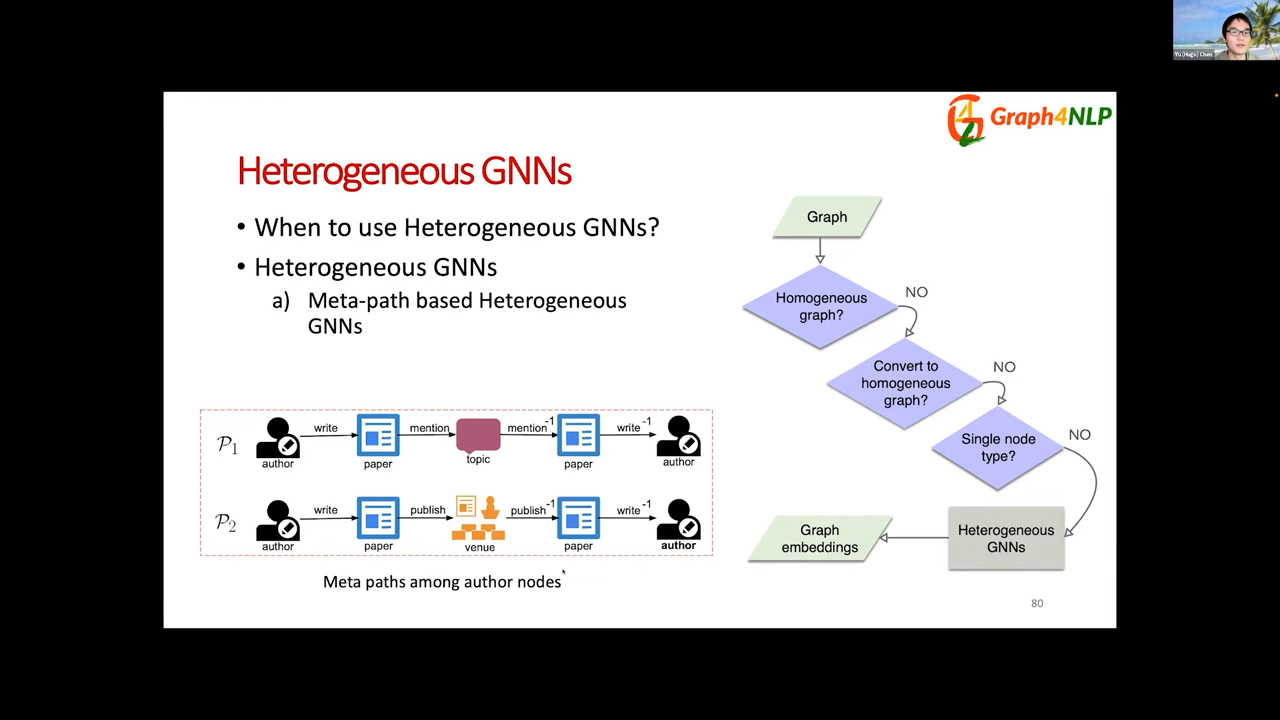 Yu (Hugo) Chen
Graph4NLP
Heterogeneous GNNs
• When to use Heterogeneous GNNs?
• Heterogeneous GNNs
a) Meta-path based Heterogeneous
GNNs
Graph
Homogeneous
graph?
NO
Convert to
homogeneous
graph?
NO
Single node
type?
NO
Heterogeneous
GNNs
Graph
embeddings
P1
author
write
paper
mention
topic
mention-1
paper
write-1
author
P2
author
write
paper
publish
venue
publish-1
paper
write-1
author
Meta paths among author nodes
80